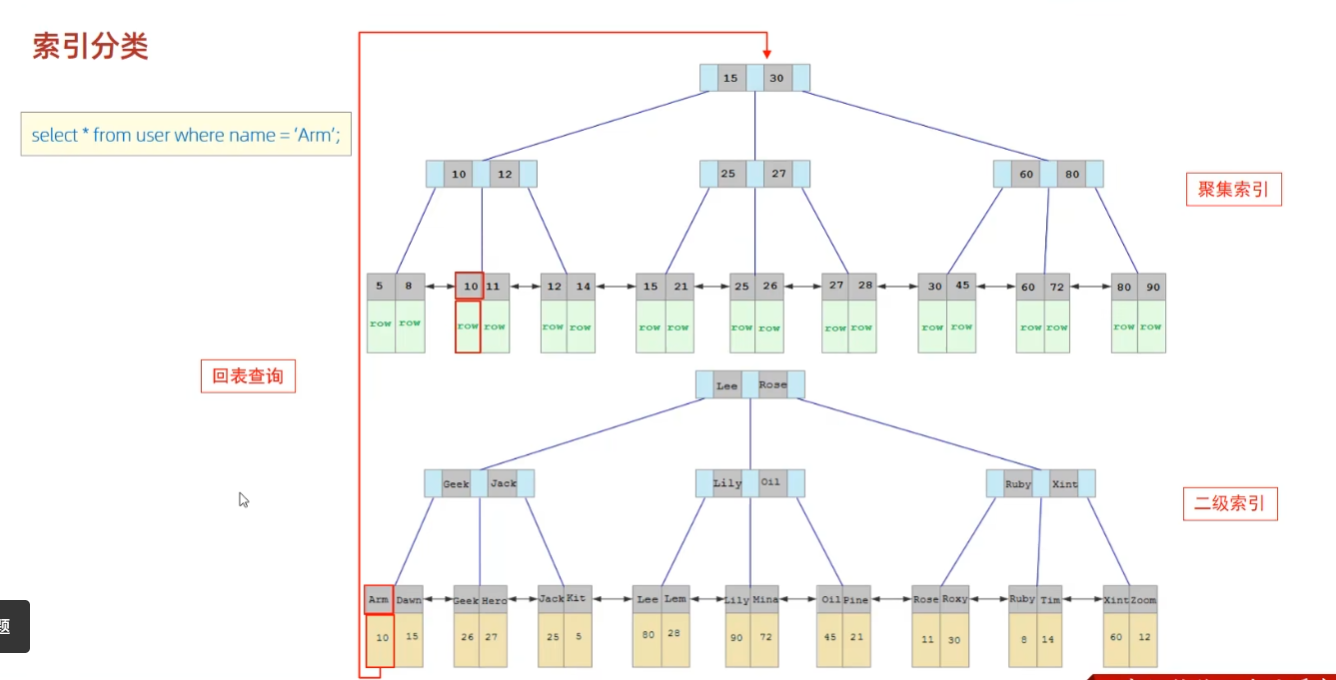 索引分类
select * from user where name = ‘Arm’;
15 30
10 12 25 27 60 80
聚集索引
5 8 10 11 12 14 15 21 25 26 27 28 30 45 60 72 80 90
row row row row row row row row row row row row row row row row row row
回表查询
Lee Rose
Geek Jack Lily Oil Ruby Xint
二级索引
Arm Dawn Geek Hero Jack Kit Lee Lem Lily Mina Oil Pine Rose Roxy Ruby Tim Xint Zoom
10 15 26 27 25 5 80 28 90 72 45 21 11 30 8 14 60 12
题